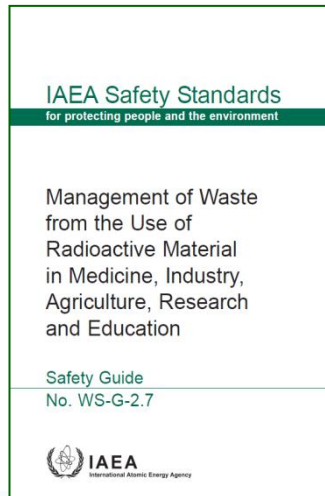 IAEA Safety Standards
for protecting people and the environment
Management of Waste
from the Use of
Radioactive Material
in Medicine, Industry,
Agriculture, Research
and Education
Safety Guide
No. WS-G-2.7
IAEA
International Atomic Energy Agency